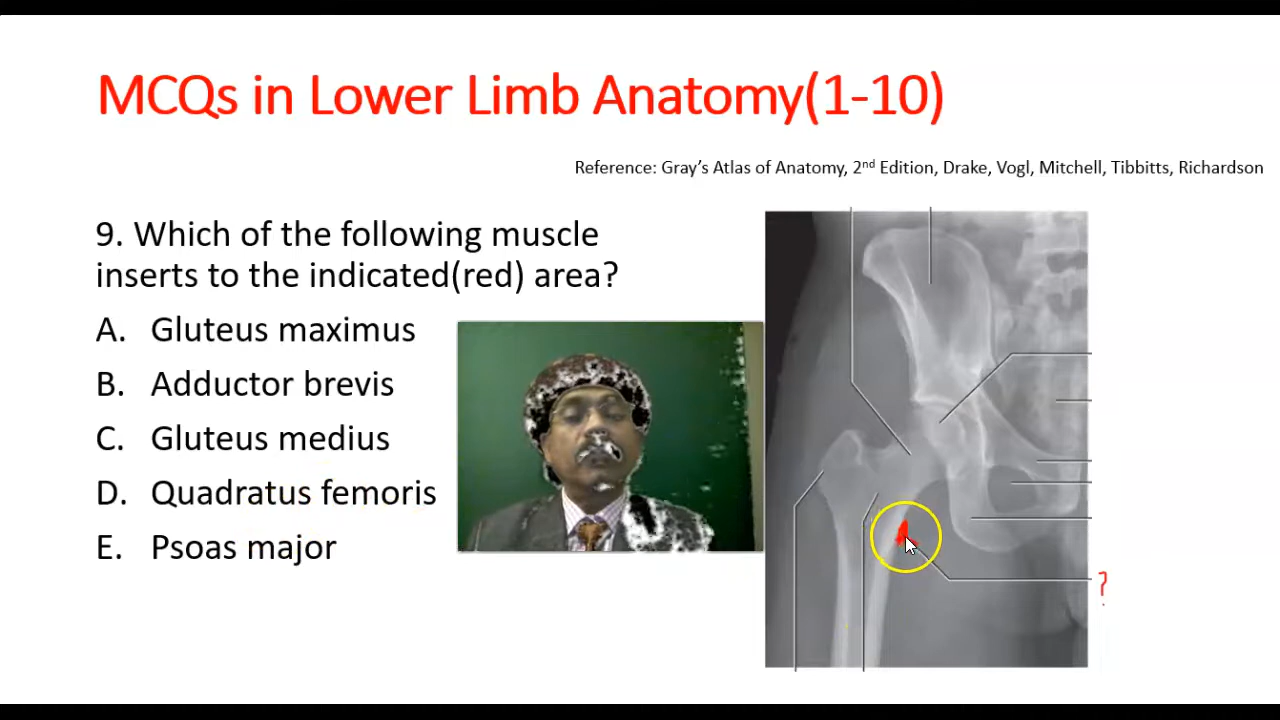 MCQs in Lower Limb Anatomy(1-10)
Reference: Gray's Atlas of Anatomy, 2nd Edition, Drake, Vogl, Mitchell, Tibbitts, Richardson
9. Which of the following muscle
inserts to the indicated(red) area?
A. Gluteus maximus
B. Adductor brevis
C. Gluteus medius
D. Quadratus femoris
E. Psoas major
?